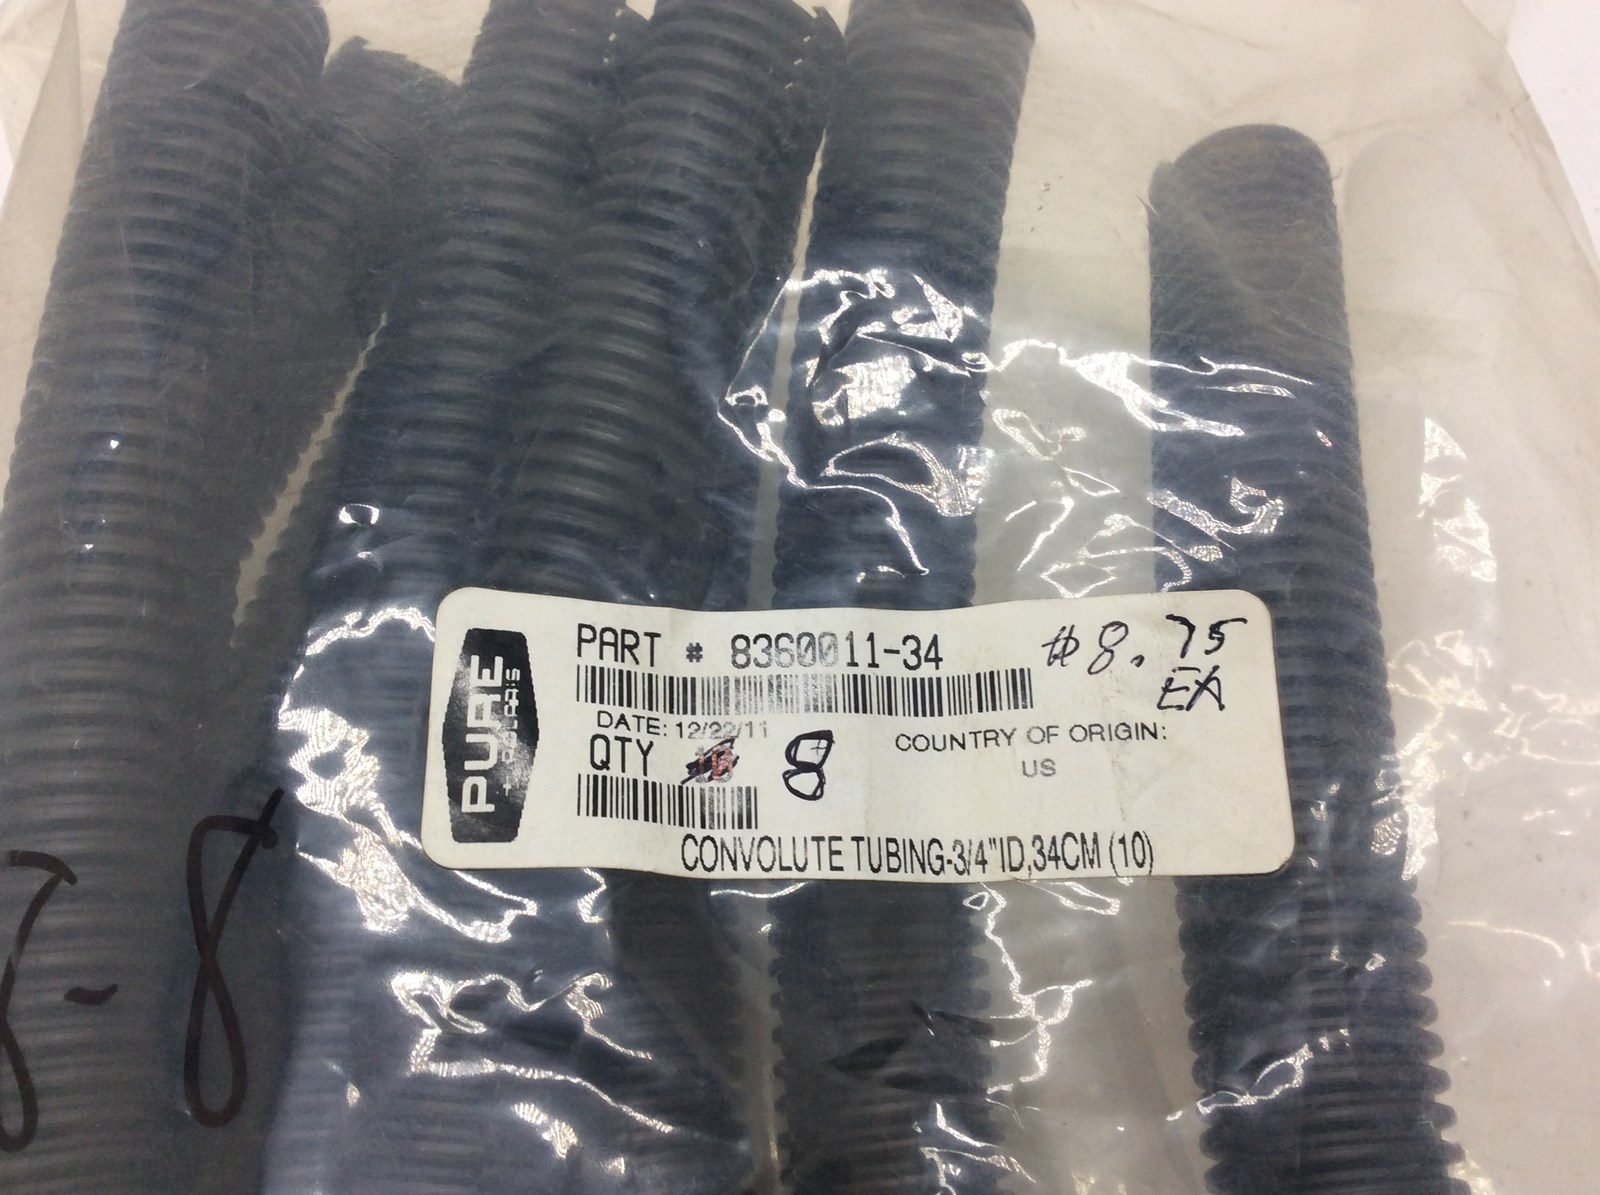 PURE
POLARIS
PART # 8360011-34
#8.75
EA
DATE: 12/22/11
QTY 8
COUNTRY OF ORIGIN:
US
CONVOLUTE TUBING-3/4"ID,34CM (10)